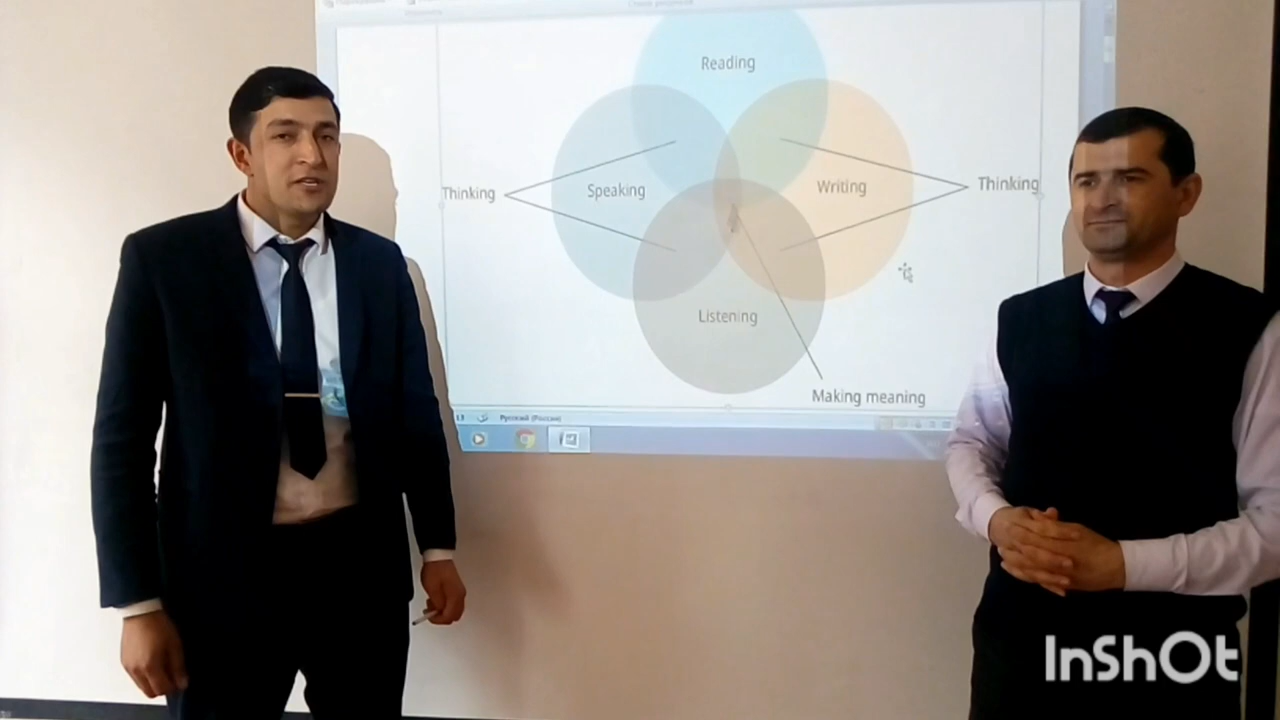 Reading
Thinking
Speaking
Writing
Thinking
Listening
Making meaning
Русский (Россия)
InShOt